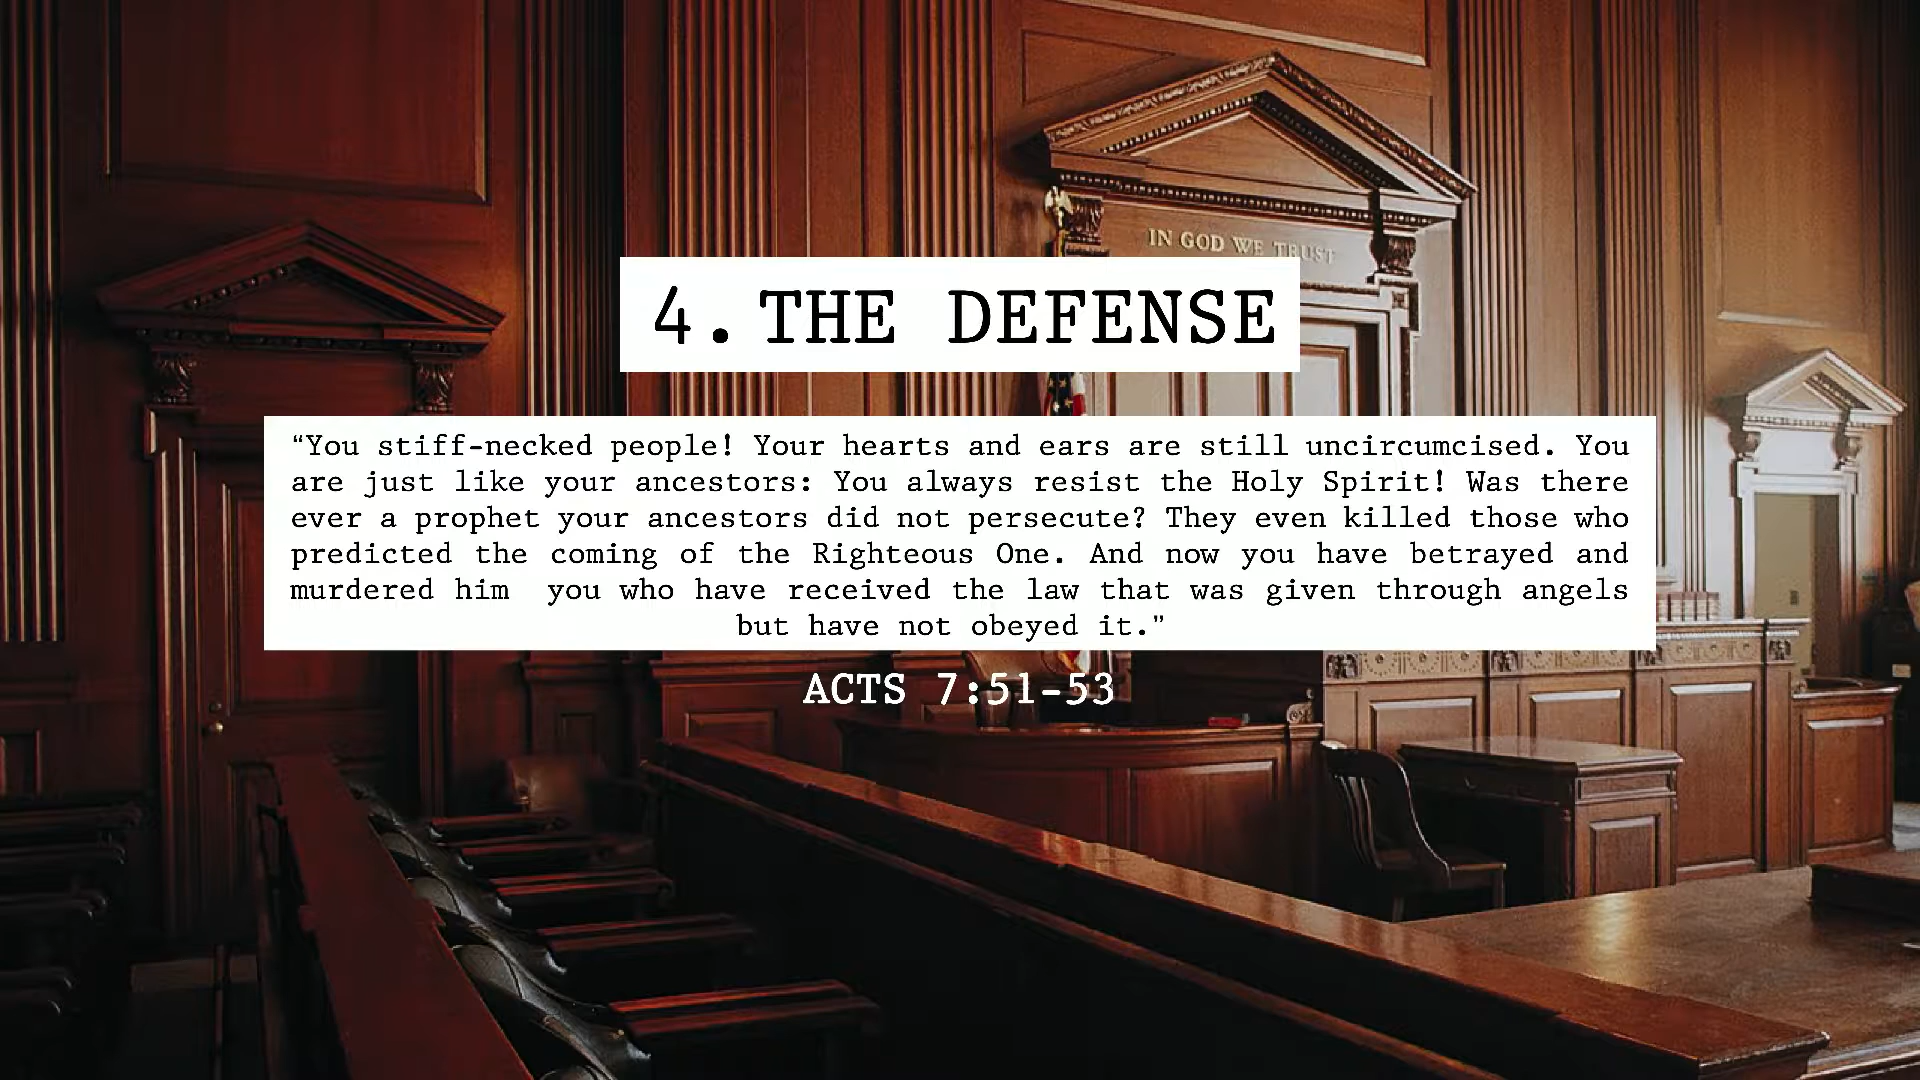 IN GOD WE TRUST
4. THE DEFENSE
“You stiff-necked people! Your hearts and ears are still uncircumcised. You
are just like your ancestors: You always resist the Holy Spirit! Was there
ever a prophet your ancestors did not persecute? They even killed those who
predicted the coming of the Righteous One. And now you have betrayed and
murdered him  you who have received the law that was given through angels
but have not obeyed it.”
ACTS 7:51-53